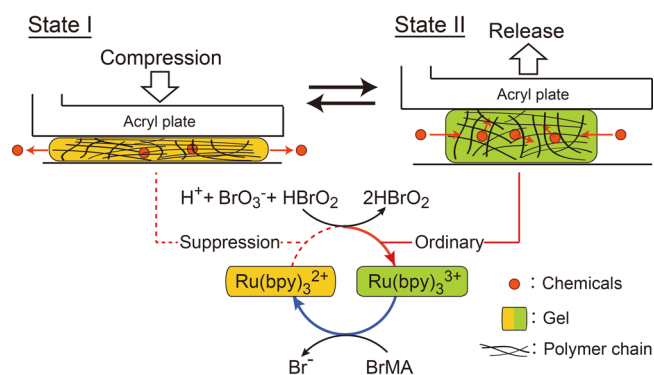 State I
State II
Compression
Release
Acryl plate
Acryl plate
H⁺ + BrO₃⁻ + HBrO₂
2HBrO₂
Suppression
Ordinary
Ru(bpy)₃²⁺
Ru(bpy)₃³⁺
Br⁻
BrMA
: Chemicals
: Gel
: Polymer chain